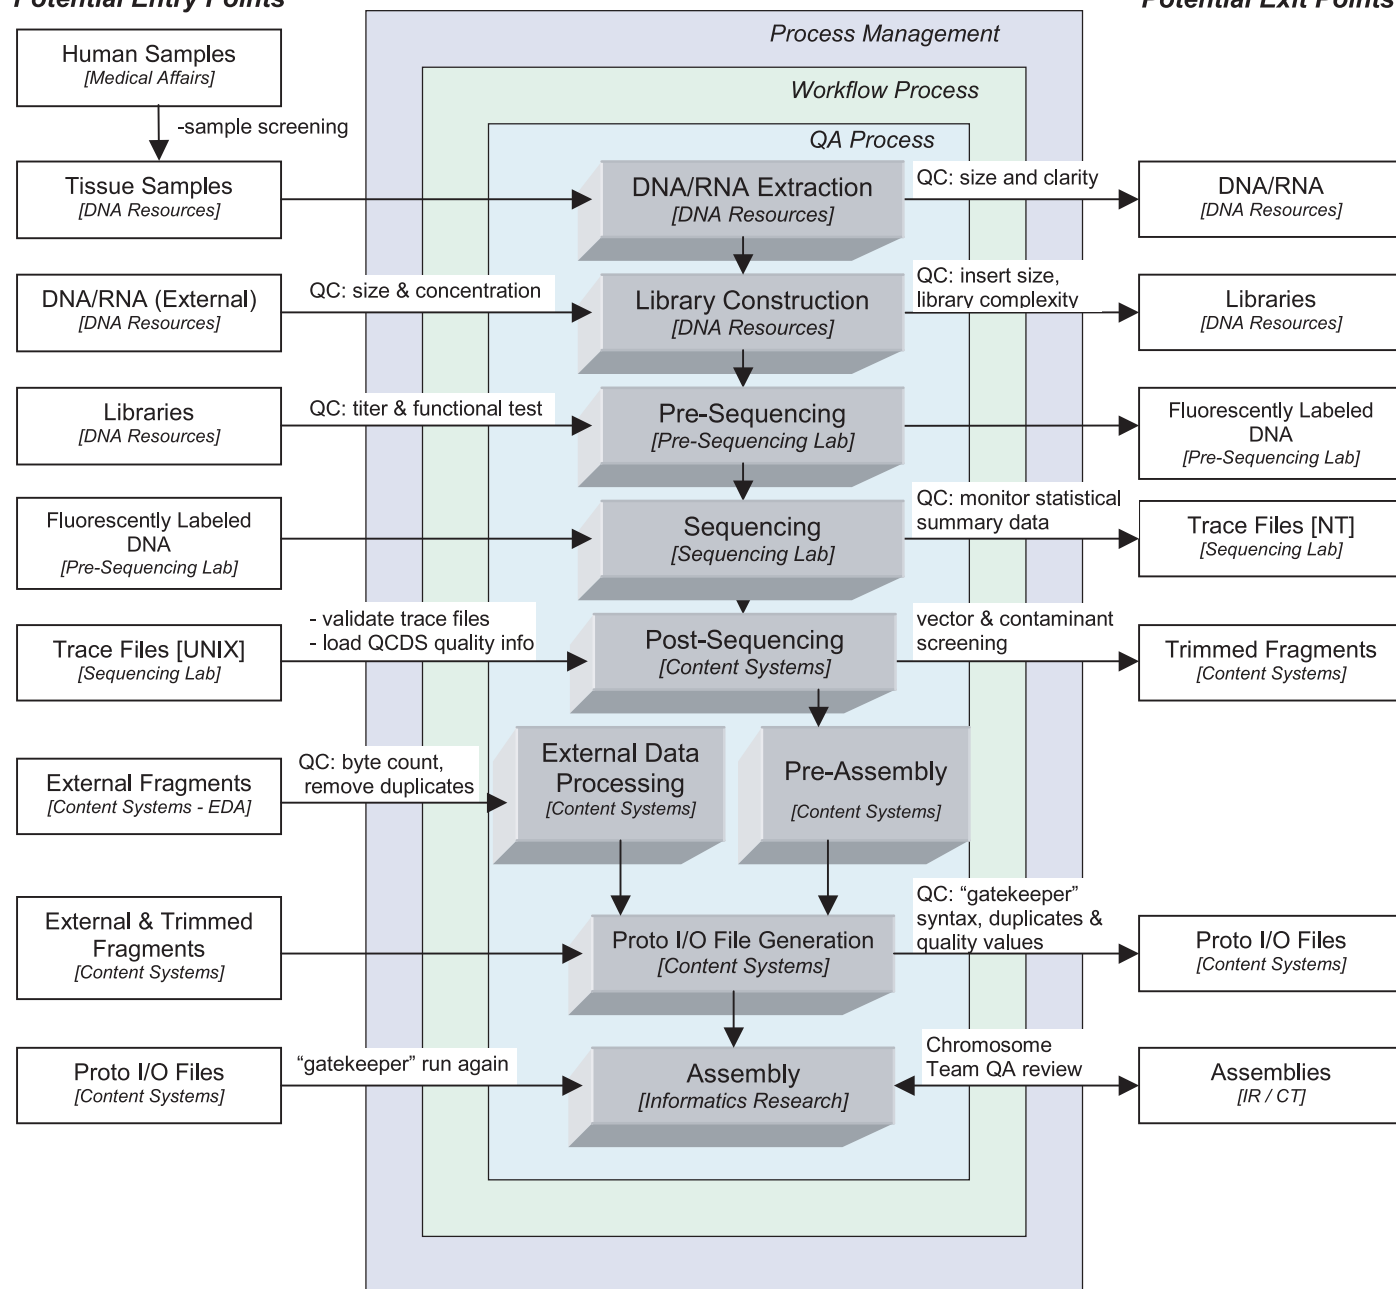 Potential Entry Points
Potential Exit Points
Process Management
Human Samples
[Medical Affairs]
Workflow Process
-sample screening
QA Process
Tissue Samples
[DNA Resources]
DNA/RNA Extraction
[DNA Resources]
QC: size and clarity
DNA/RNA
[DNA Resources]
DNA/RNA (External)
[DNA Resources]
QC: size & concentration
Library Construction
[DNA Resources]
QC: insert size,
library complexity
Libraries
[DNA Resources]
Libraries
[DNA Resources]
QC: titer & functional test
Pre-Sequencing
[Pre-Sequencing Lab]
Fluorescently Labeled
DNA
[Pre-Sequencing Lab]
Fluorescently Labeled
DNA
[Pre-Sequencing Lab]
Sequencing
[Sequencing Lab]
QC: monitor statistical
summary data
Trace Files [NT]
[Sequencing Lab]
Trace Files [UNIX]
[Sequencing Lab]
- validate trace files
- load QCDS quality info
Post-Sequencing
[Content Systems]
vector & contaminant
screening
Trimmed Fragments
[Content Systems]
External Fragments
[Content Systems - EDA]
QC: byte count,
remove duplicates
External Data
Processing
[Content Systems]
Pre-Assembly
[Content Systems]
External & Trimmed
Fragments
[Content Systems]
Proto I/O File Generation
[Content Systems]
QC: “gatekeeper”
syntax, duplicates &
quality values
Proto I/O Files
[Content Systems]
Proto I/O Files
[Content Systems]
“gatekeeper” run again
Assembly
[Informatics Research]
Chromosome
Team QA review
Assemblies
[IR / CT]